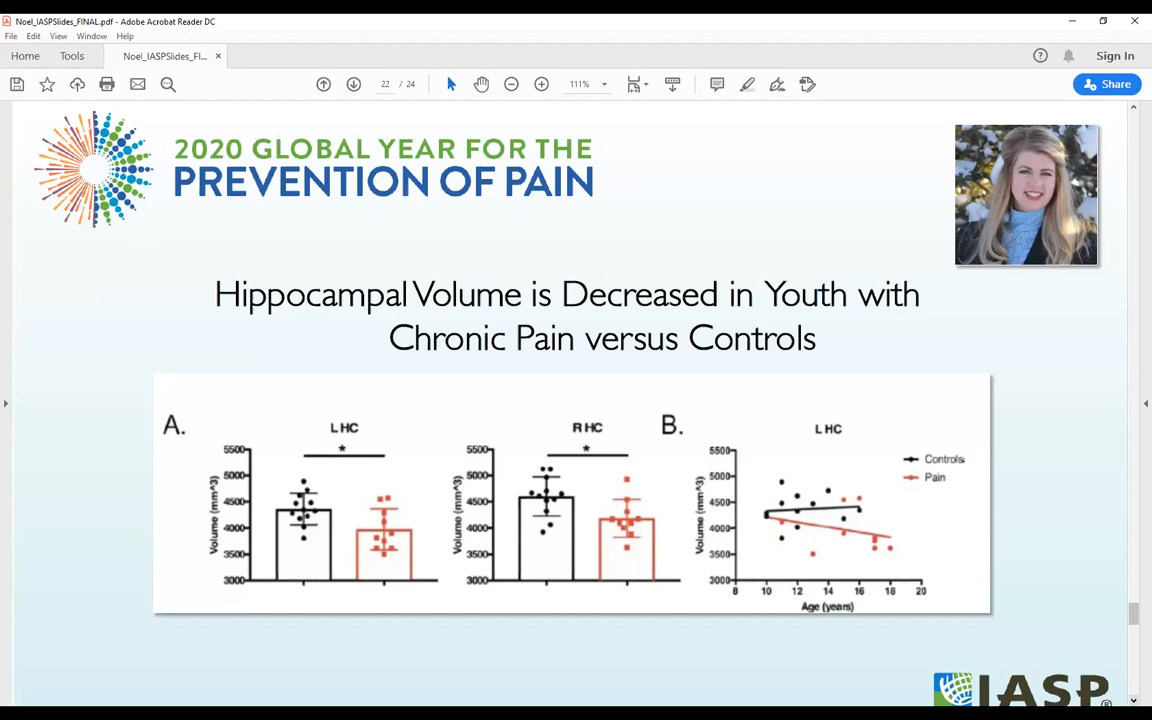 Noel_IASPSlides_FINAL.pdf - Adobe Acrobat Reader DC
File Edit View Window Help
Home Tools Noel_IASPSlides_FI... × Sign In
22 / 24 111% Share
2020 GLOBAL YEAR FOR THE
PREVENTION OF PAIN
Hippocampal Volume is Decreased in Youth with
Chronic Pain versus Controls
A.
LHC
*
Volume (mm^3)
5500
5000
4500
4000
3500
3000
RHC
*
Volume (mm^3)
5500
5000
4500
4000
3500
3000
B.
LHC
Controls
Pain
Volume (mm^3)
5500
5000
4500
4000
3500
3000
8 10 12 14 16 18 20
Age (years)
IASP®